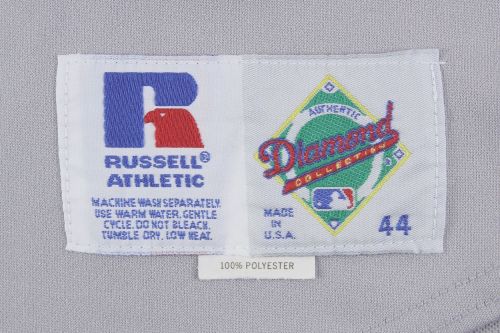 RUSSELL®
ATHLETIC
MACHINE WASH SEPARATELY.
USE WARM WATER, GENTLE
CYCLE. DO NOT BLEACH.
TUMBLE DRY, LOW HEAT.
AUTHENTIC
Diamond
COLLECTION
MADE
IN
U.S.A.
44
100% POLYESTER